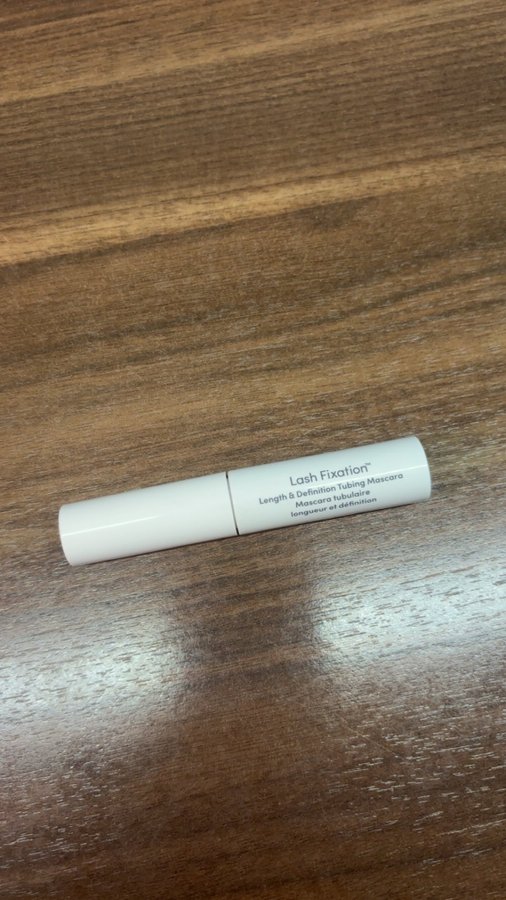 Lash Fixation™
Length & Definition Tubing Mascara
Mascara tubulaire
longueur et définition